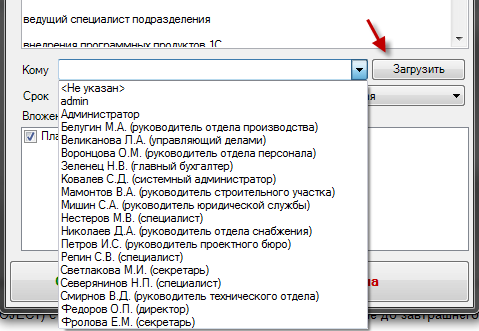 ведущий специалист подразделения
внедрения программных продуктов 1С
Кому Загрузить
Срок
<Не указан>
admin
Администратор
Белугин М.А. (руководитель отдела производства)
Великанова Л.А. (управляющий делами)
Воронцова О.М. (руководитель отдела персонала)
Зеленец Н.В. (главный бухгалтер)
Ковалев С.Д. (системный администратор)
Мамонтов В.А. (руководитель строительного участка)
Мишин С.А. (руководитель юридической службы)
Нестеров М.В. (специалист)
Николаев Д.А. (руководитель отдела снабжения)
Петров И.С. (руководитель проектного бюро)
Репин С.В. (специалист)
Светлакова М.И. (секретарь)
Северянинов Н.П. (специалист)
Смирнов В.Д. (руководитель технического отдела)
Федоров О.П. (директор)
Фролова Е.М. (секретарь)
до завтрашнего